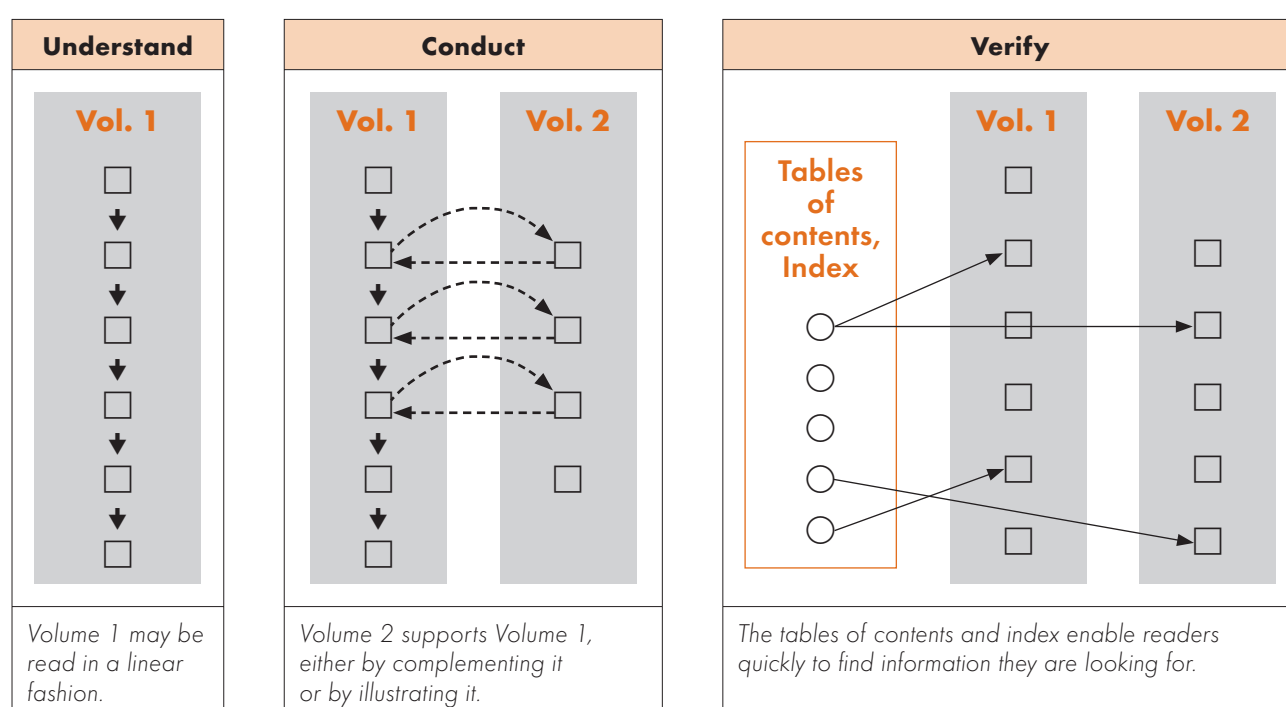 Understand
Vol. 1
Volume 1 may be
read in a linear
fashion.
Conduct
Vol. 1
Vol. 2
Volume 2 supports Volume 1,
either by complementing it
or by illustrating it.
Verify
Tables
of
contents,
Index
Vol. 1
Vol. 2
The tables of contents and index enable readers
quickly to find information they are looking for.